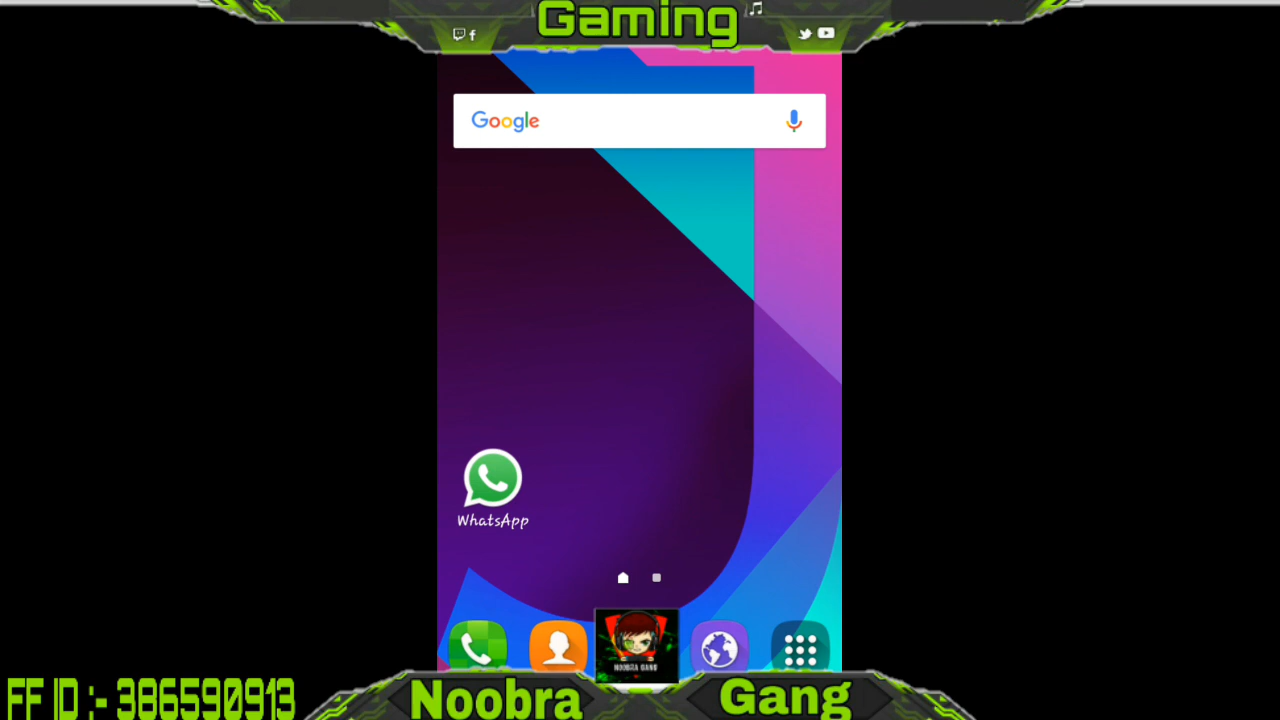 Gaming
Google
WhatsApp
NOOBRA GANG
FF ID :- 386590913
Noobra Gang